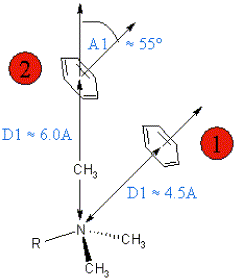 A1 ≈ 55°
2
D1 ≈ 6.0A
1
CH3
D1 ≈ 4.5A
N
R
CH3
CH3